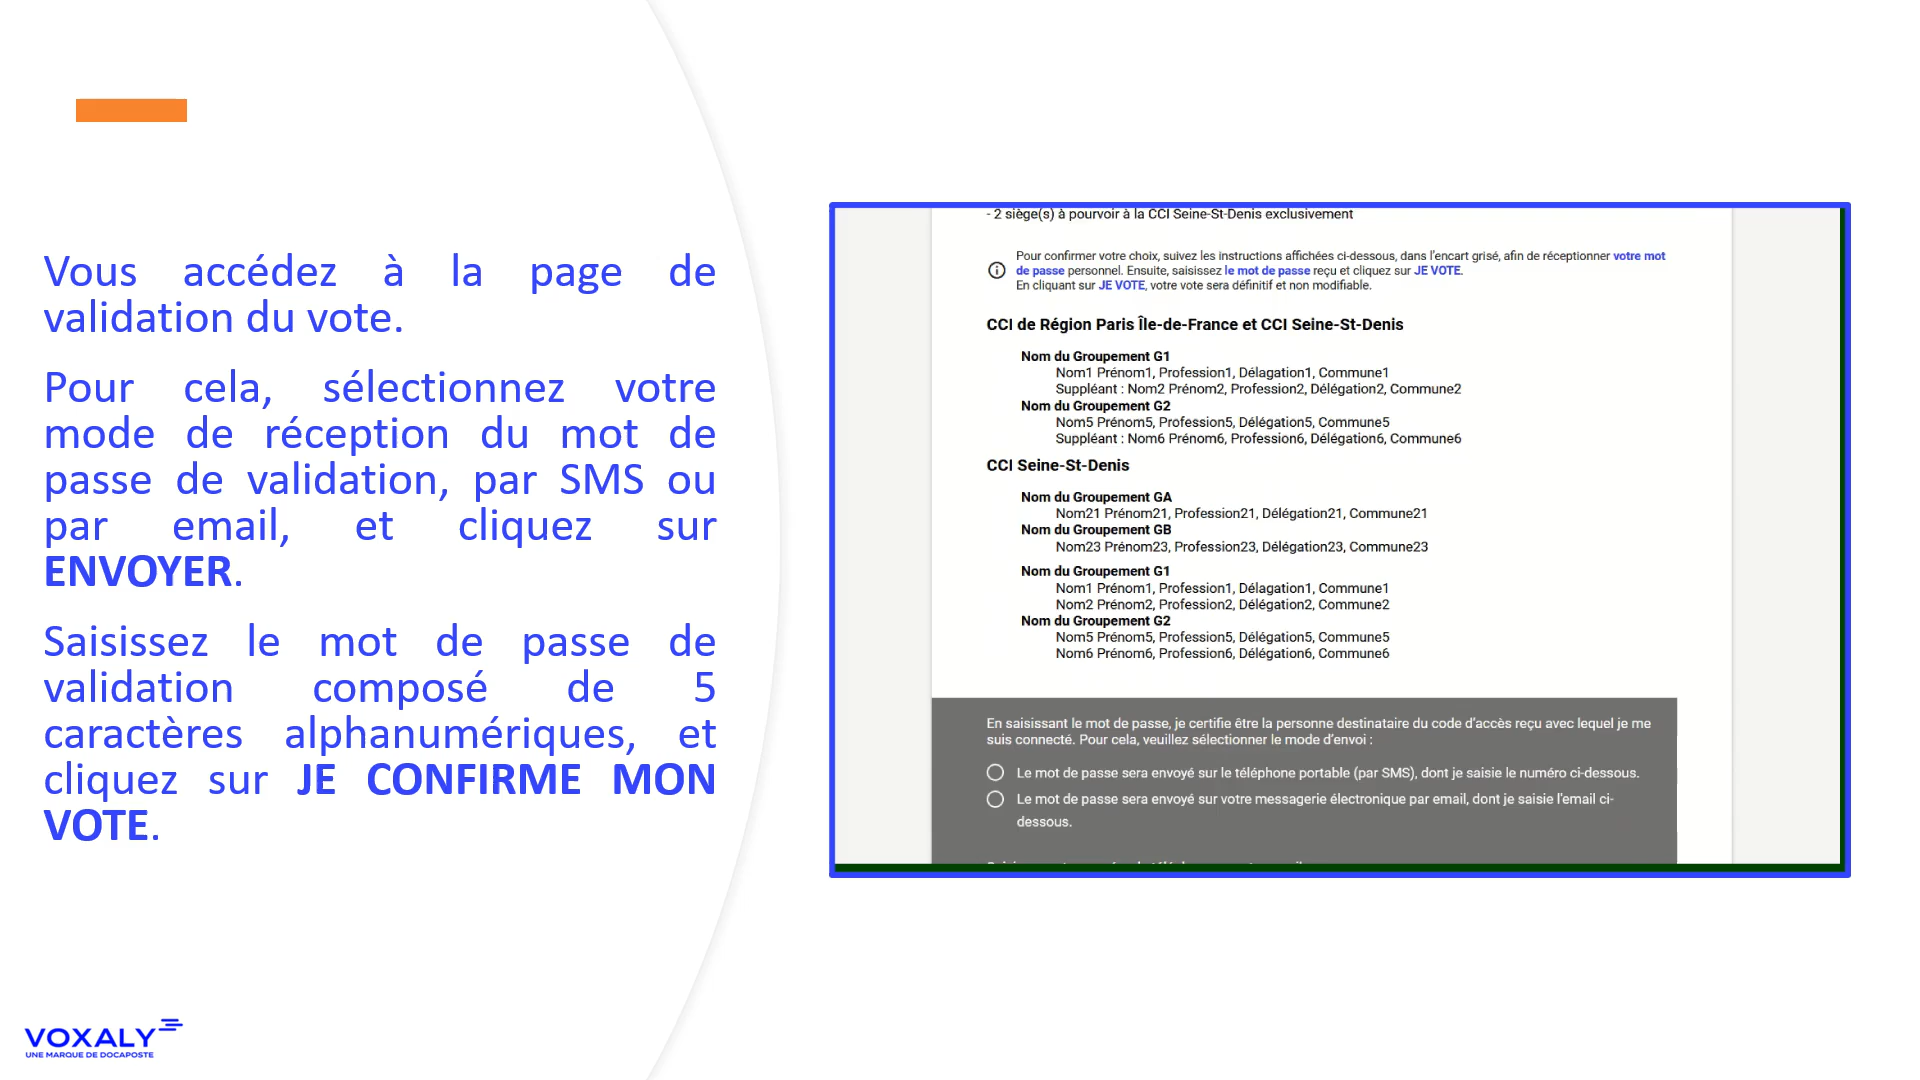 Vous accédez à la page de
validation du vote.
Pour cela, sélectionnez votre
mode de réception du mot de
passe de validation, par SMS ou
par email, et cliquez sur
ENVOYER.
Saisissez le mot de passe de
validation composé de 5
caractères alphanumériques, et
cliquez sur JE CONFIRME MON
VOTE.
VOXALY
UNE MARQUE DE DOCAPOSTE
- 2 siège(s) à pourvoir à la CCI Seine-St-Denis exclusivement
Pour confirmer votre choix, suivez les instructions affichées ci-dessous, dans l'encart grisé, afin de réceptionner votre mot
de passe personnel. Ensuite, saisissez le mot de passe reçu et cliquez sur JE VOTE.
En cliquant sur JE VOTE, votre vote sera définitif et non modifiable.
CCI de Région Paris Île-de-France et CCI Seine-St-Denis
Nom du Groupement G1
Nom1 Prénom1, Profession1, Délagation1, Commune1
Suppléant : Nom2 Prénom2, Profession2, Délégation2, Commune2
Nom du Groupement G2
Nom5 Prénom5, Profession5, Délégation5, Commune5
Suppléant : Nom6 Prénom6, Profession6, Délégation6, Commune6
CCI Seine-St-Denis
Nom du Groupement GA
Nom21 Prénom21, Profession21, Délégation21, Commune21
Nom du Groupement GB
Nom23 Prénom23, Profession23, Délégation23, Commune23
Nom du Groupement G1
Nom1 Prénom1, Profession1, Délagation1, Commune1
Nom2 Prénom2, Profession2, Délégation2, Commune2
Nom du Groupement G2
Nom5 Prénom5, Profession5, Délégation5, Commune5
Nom6 Prénom6, Profession6, Délégation6, Commune6
En saisissant le mot de passe, je certifie être la personne destinataire du code d'accès reçu avec lequel je me
suis connecté. Pour cela, veuillez sélectionner le mode d'envoi :
Le mot de passe sera envoyé sur le téléphone portable (par SMS), dont je saisie le numéro ci-dessous.
Le mot de passe sera envoyé sur votre messagerie électronique par email, dont je saisie l'email ci-
dessous.